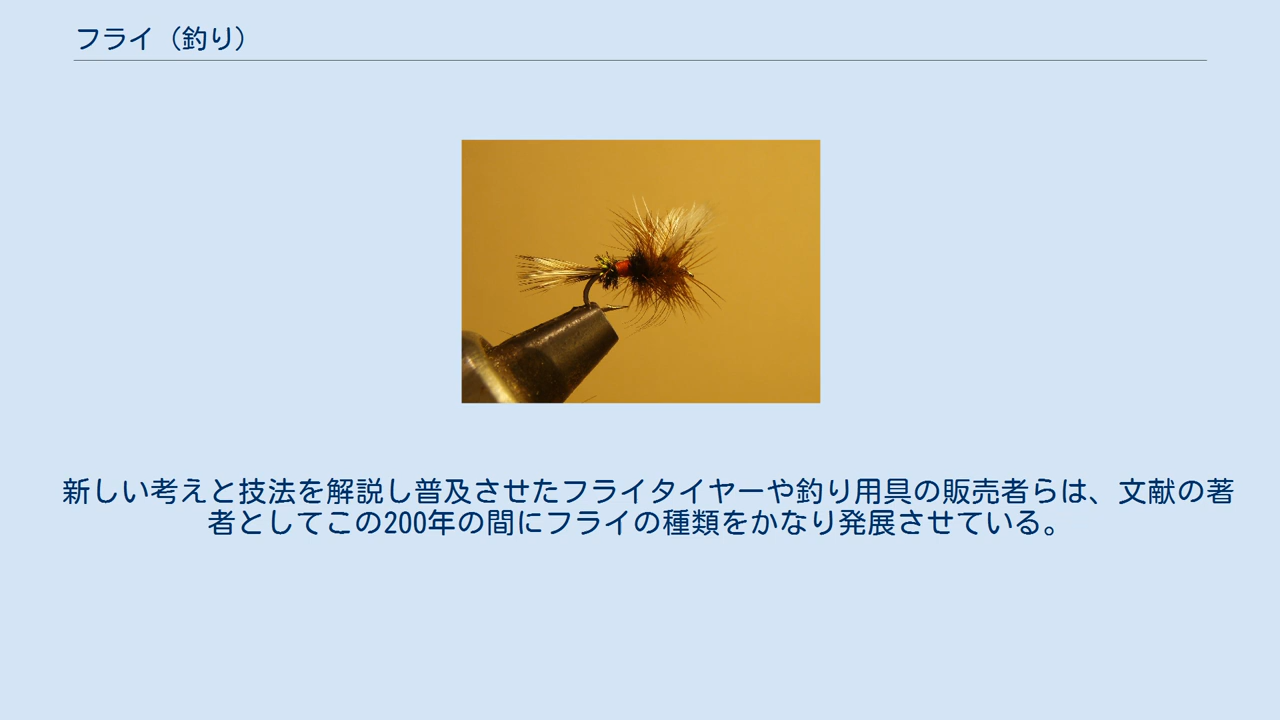 フライ（釣り）
新しい考えと技法を解説し普及させたフライタイヤーや釣り用具の販売者らは、文献の著
者としてこの200年の間にフライの種類をかなり発展させている。